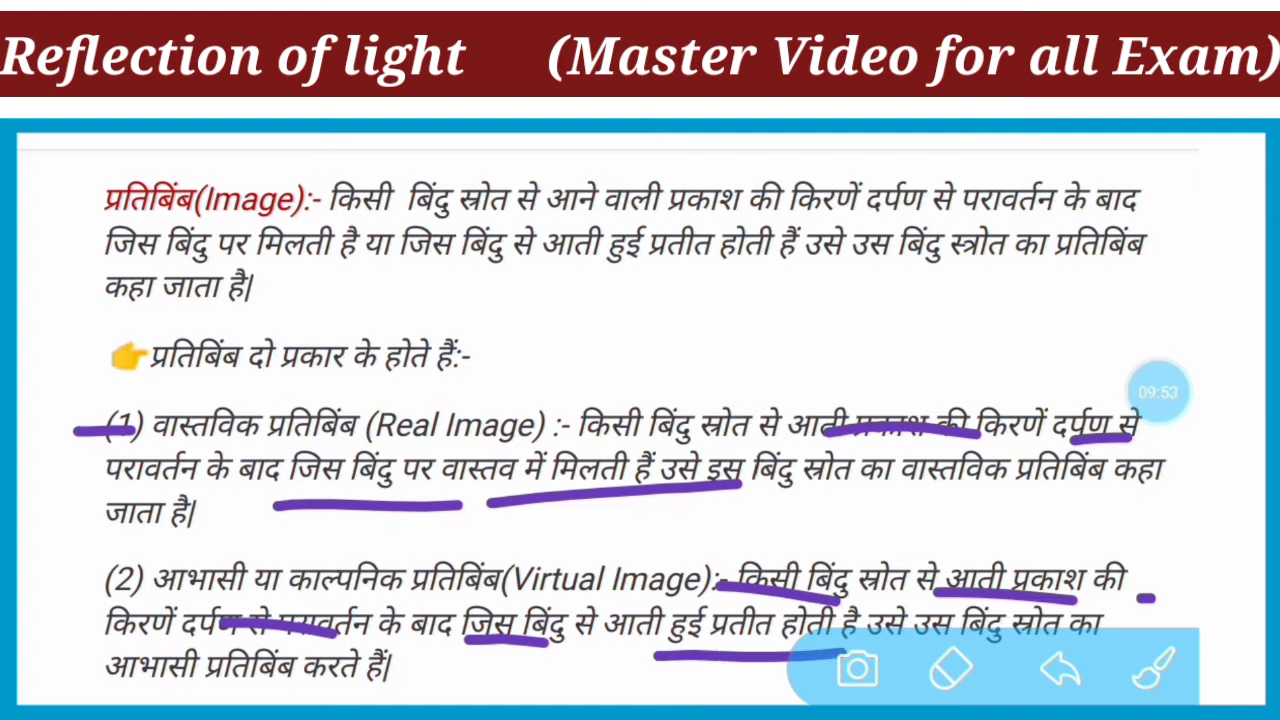 Reflection of light (Master Video for all Exam)
प्रतिबिंब(Image):- किसी बिंदु स्रोत से आने वाली प्रकाश की किरणें दर्पण से परावर्तन के बाद
जिस बिंदु पर मिलती है या जिस बिंदु से आती हुई प्रतीत होती हैं उसे उस बिंदु स्त्रोत का प्रतिबिंब
कहा जाता है|
👉प्रतिबिंब दो प्रकार के होते हैं:-
09:53
(1) वास्तविक प्रतिबिंब (Real Image) :- किसी बिंदु स्रोत से आती प्रकाश की किरणें दर्पण से
परावर्तन के बाद जिस बिंदु पर वास्तव में मिलती हैं उसे इस बिंदु स्रोत का वास्तविक प्रतिबिंब कहा
जाता है|
(2) आभासी या काल्पनिक प्रतिबिंब(Virtual Image):- किसी बिंदु स्रोत से आती प्रकाश की
किरणें दर्पण से परावर्तन के बाद जिस बिंदु से आती हुई प्रतीत होती है उसे उस बिंदु स्रोत का
आभासी प्रतिबिंब करते हैं|